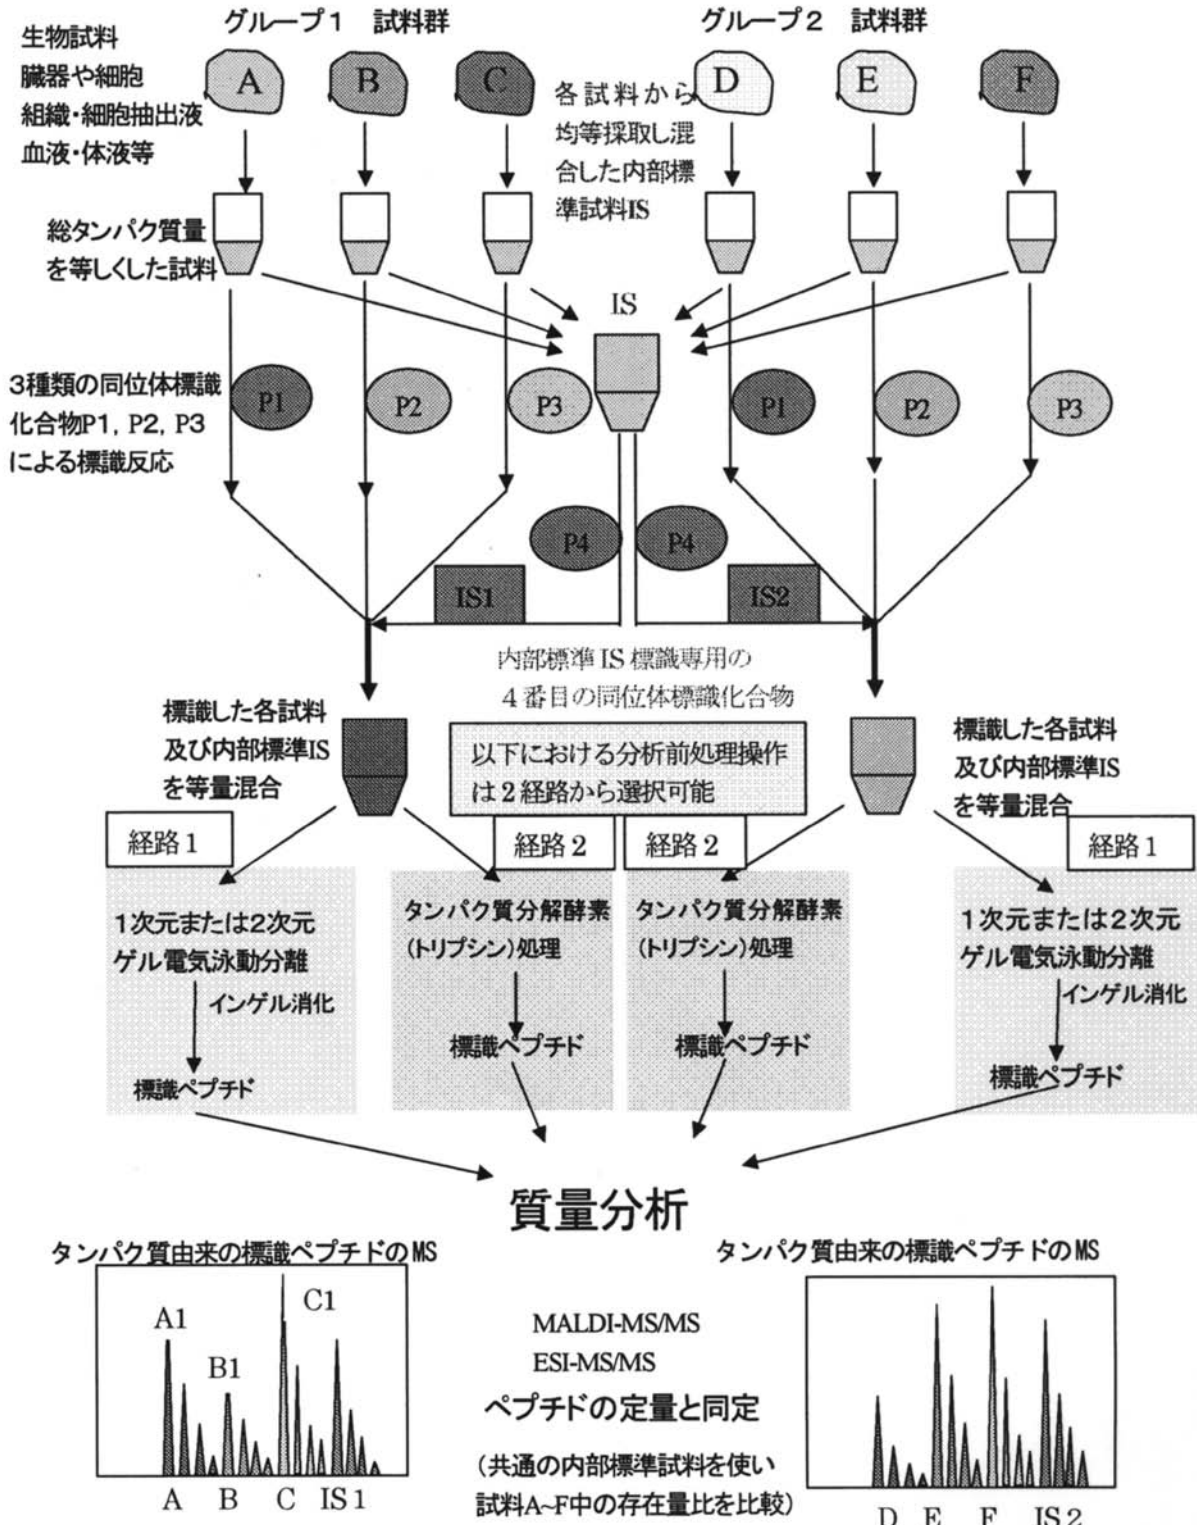 グループ1 試料群
グループ2 試料群
生物試料
臓器や細胞
組織・細胞抽出液
血液・体液等
A
B
C
各試料から
均等採取し混
合した内部標
準試料IS
D
E
F
総タンパク質量
を等しくした試料
IS
3種類の同位体標識
化合物P1, P2, P3
による標識反応
P1
P2
P3
P1
P2
P3
P4
P4
IS1
IS2
内部標準IS標識専用の
4番目の同位体標識化合物
標識した各試料
及び内部標準IS
を等量混合
以下における分析前処理操作
は2経路から選択可能
標識した各試料
及び内部標準IS
を等量混合
経路1
経路2
経路2
経路1
1次元または2次元
ゲル電気泳動分離
インゲル消化
標識ペプチド
タンパク質分解酵素
(トリプシン)処理
標識ペプチド
タンパク質分解酵素
(トリプシン)処理
標識ペプチド
1次元または2次元
ゲル電気泳動分離
インゲル消化
標識ペプチド
質量分析
タンパク質由来の標識ペプチドのMS
タンパク質由来の標識ペプチドのMS
A1
B1
C1
A B C IS1
MALDI-MS/MS
ESI-MS/MS
ペプチドの定量と同定
(共通の内部標準試料を使い
試料A~F中の存在量比を比較)
D E F IS2